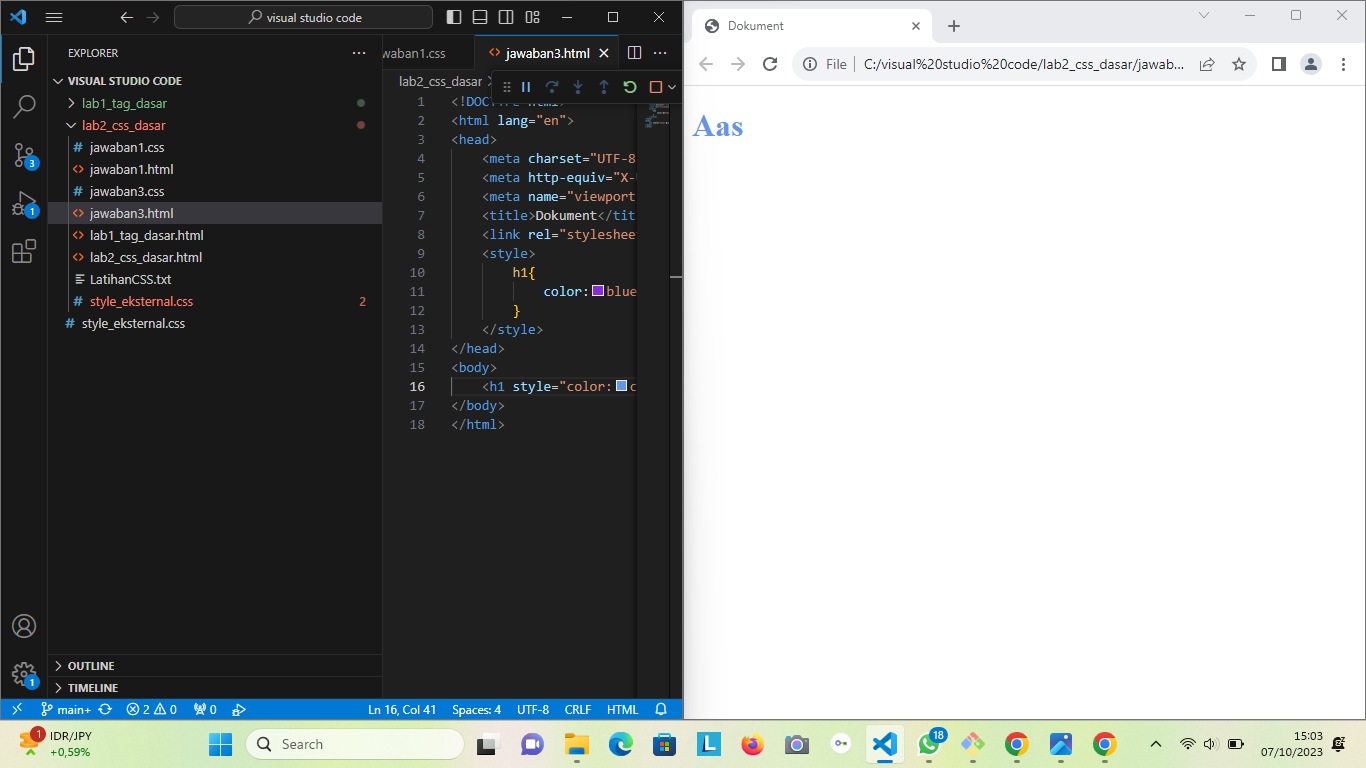 visual studio code
EXPLORER
VISUAL STUDIO CODE
lab1_tag_dasar
lab2_css_dasar
# jawaban1.css
<> jawaban1.html
# jawaban3.css
<> jawaban3.html
<> lab1_tag_dasar.html
<> lab2_css_dasar.html
LatihanCSS.txt
# style_eksternal.css 2
# style_eksternal.css
OUTLINE
TIMELINE
3
1
1
waban1.css
<> jawaban3.html
lab2_css_dasar
1 <!DOCTYPE html>
2 <html lang="en">
3 <head>
4 <meta charset="UTF-8
5 <meta http-equiv="X-
6 <meta name="viewport
7 <title>Dokument</tit
8 <link rel="styleshee
9 <style>
10 h1{
11 color: blue
12 }
13 </style>
14 </head>
15 <body>
16 <h1 style="color: c
17 </body>
18 </html>
main+ 2 0 0 Ln 16, Col 41 Spaces: 4 UTF-8 CRLF HTML
Dokument
File C:/visual%20studio%20code/lab2_css_dasar/jawab...
Aas
1 IDR/JPY
+0,59%
Search
18
15:03
07/10/2023